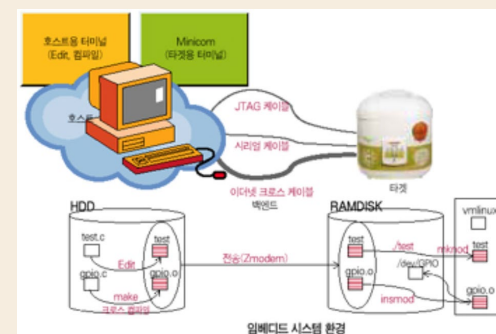 호스트용 터미널
(Edit, 컴파일)
Minicom
(타겟용 터미널)
호스트
JTAG 케이블
시리얼 케이블
이더넷 크로스 케이블
백엔드
타겟
HDD
RAMDISK
vmlinux
test.c
test
Edit
gpio.c
gpio.o
make
크로스 컴파일
전송(Zmodem)
test
./test
mknod
test
/dev/GPIO
gpio.o
insmod
gpio.o
임베디드 시스템 환경